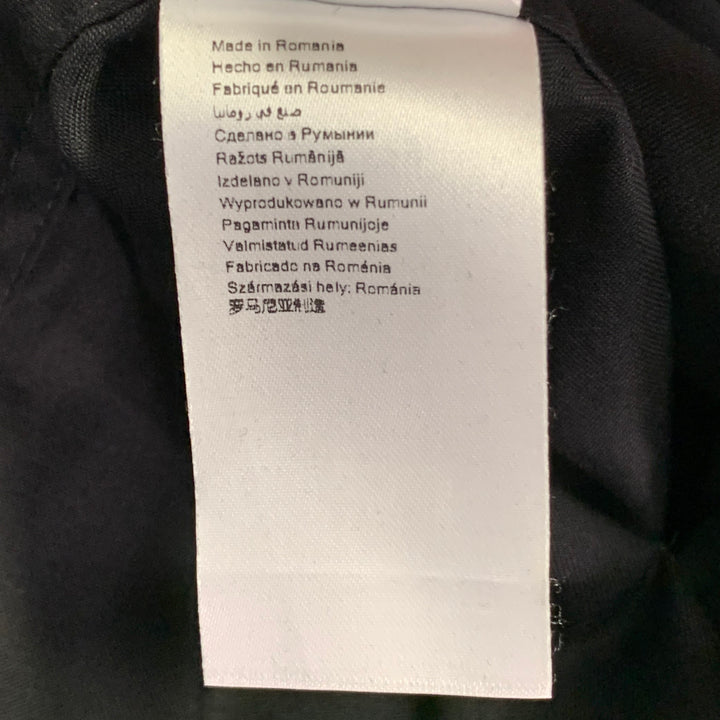 Made in Romania
Hecho en Rumania
Fabriqué en Roumanie
صنع في رومانيا
Сделано в Румынии
Ražots Rumānijā
Izdelano v Romuniji
Wyprodukowano w Rumunii
Pagaminta Rumunijoje
Valmistatud Rumeenias
Fabricado na Roménia
Származási hely: Románia
罗马尼亚制造